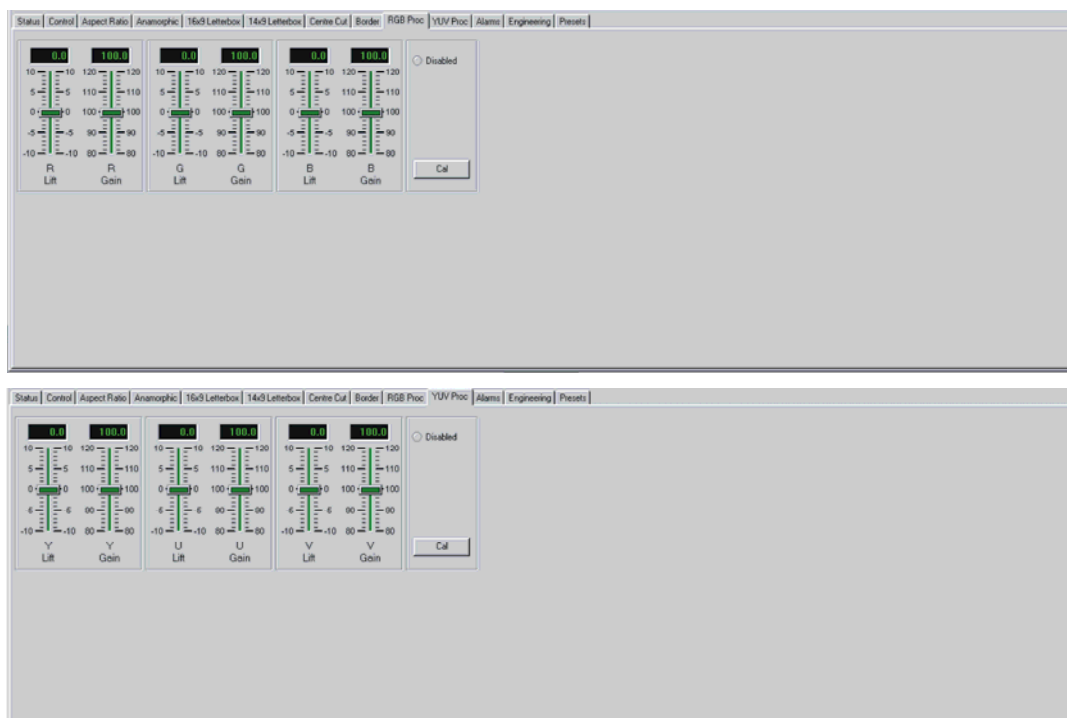 Status Control Aspect Ratio Anamorphic 16x9 Letterbox 14x9 Letterbox Centre Cut Border RGB Proc YUV Proc Alarms Engineering Presets
0.0 100.0 0.0 100.0 0.0 100.0 Disabled
10 10 120 120 10 10 120 120 10 10 120 120
5 5 110 110 5 5 110 110 5 5 110 110
0 0 100 100 0 0 100 100 0 0 100 100
-5 -5 90 90 -5 -5 90 90 -5 -5 90 90
-10 -10 80 80 -10 -10 80 80 -10 -10 80 80
R R G G B B Cal
Lift Gain Lift Gain Lift Gain
Status Control Aspect Ratio Anamorphic 16x9 Letterbox 14x9 Letterbox Centre Cut Border RGB Proc YUV Proc Alarms Engineering Presets
0.0 100.0 0.0 100.0 0.0 100.0 Disabled
10 10 120 120 10 10 120 120 10 10 120 120
5 5 110 110 5 5 110 110 5 5 110 110
0 0 100 100 0 0 100 100 0 0 100 100
-10 -10 80 80 -10 -10 80 80 -10 -10 80 80
Y Y U U V V Cal
Lift Gain Lift Gain Lift Gain